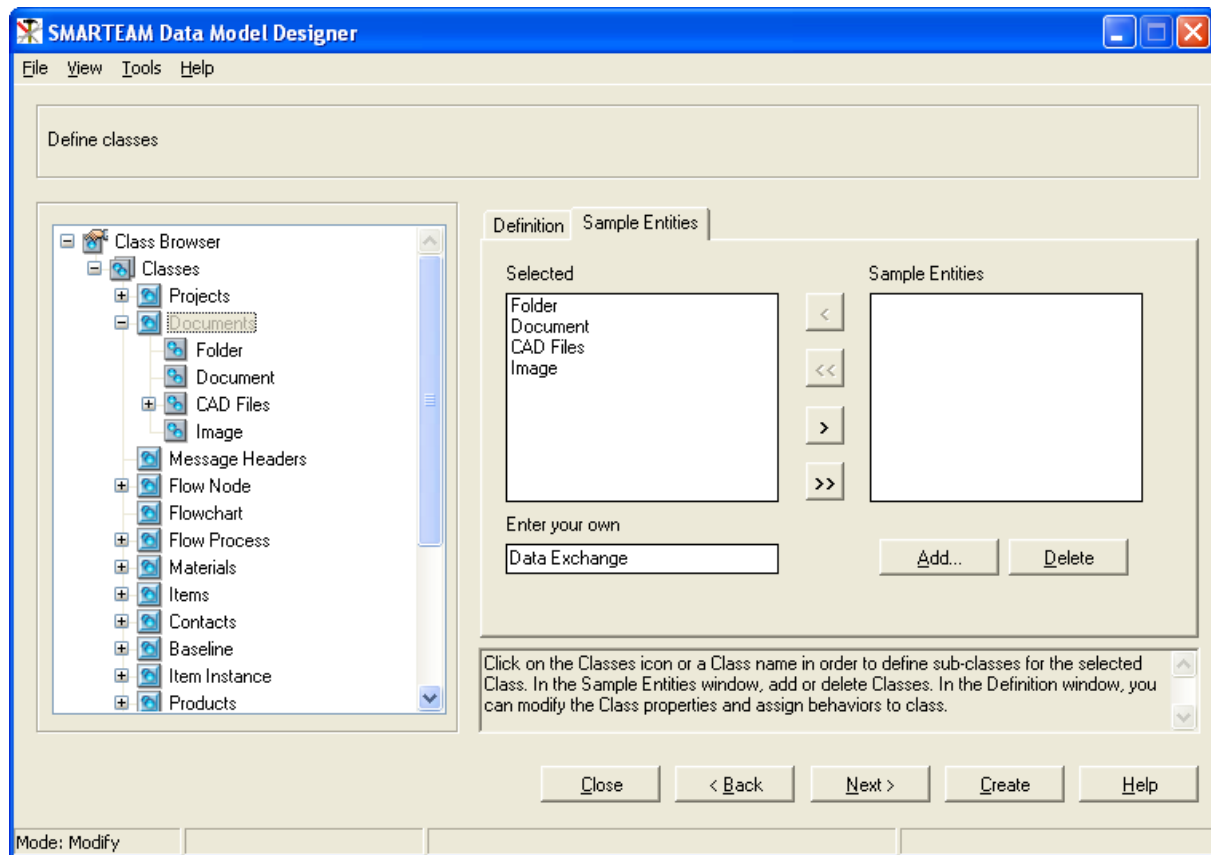 SMARTEAM Data Model Designer
File View Tools Help
Define classes
Class Browser
Classes
Projects
Documents
Folder
Document
CAD Files
Image
Message Headers
Flow Node
Flowchart
Flow Process
Materials
Items
Contacts
Baseline
Item Instance
Products
Definition Sample Entities
Selected
Folder
Document
CAD Files
Image
<
<<
>
>>
Sample Entities
Enter your own
Data Exchange
Add... Delete
Click on the Classes icon or a Class name in order to define sub-classes for the selected
Class. In the Sample Entities window, add or delete Classes. In the Definition window, you
can modify the Class properties and assign behaviors to class.
Close < Back Next > Create Help
Mode: Modify